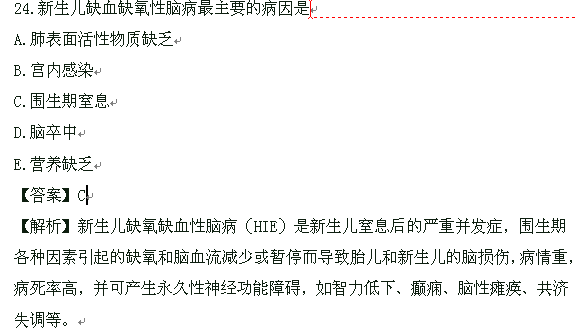 24.新生儿缺血缺氧性脑病最主要的病因是
A.肺表面活性物质缺乏
B.宫内感染
C.围生期窒息
D.脑卒中
E.营养缺乏
【答案】C
【解析】新生儿缺氧缺血性脑病（HIE）是新生儿窒息后的严重并发症，围生期
各种因素引起的缺氧和脑血流减少或暂停而导致胎儿和新生儿的脑损伤，病情重，
病死率高，并可产生永久性神经功能障碍，如智力低下、癫痫、脑性瘫痪、共济
失调等。